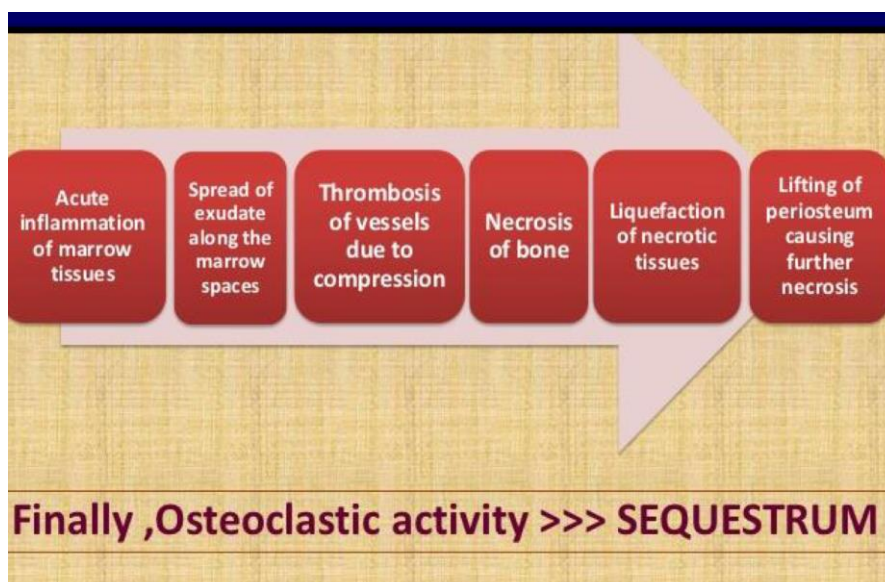 Acute
inflammation
of marrow
tissues
Spread of
exudate
along the
marrow
spaces
Thrombosis
of vessels
due to
compression
Necrosis
of bone
Liquefaction
of necrotic
tissues
Lifting of
periosteum
causing
further
necrosis
Finally ,Osteoclastic activity >>> SEQUESTRUM